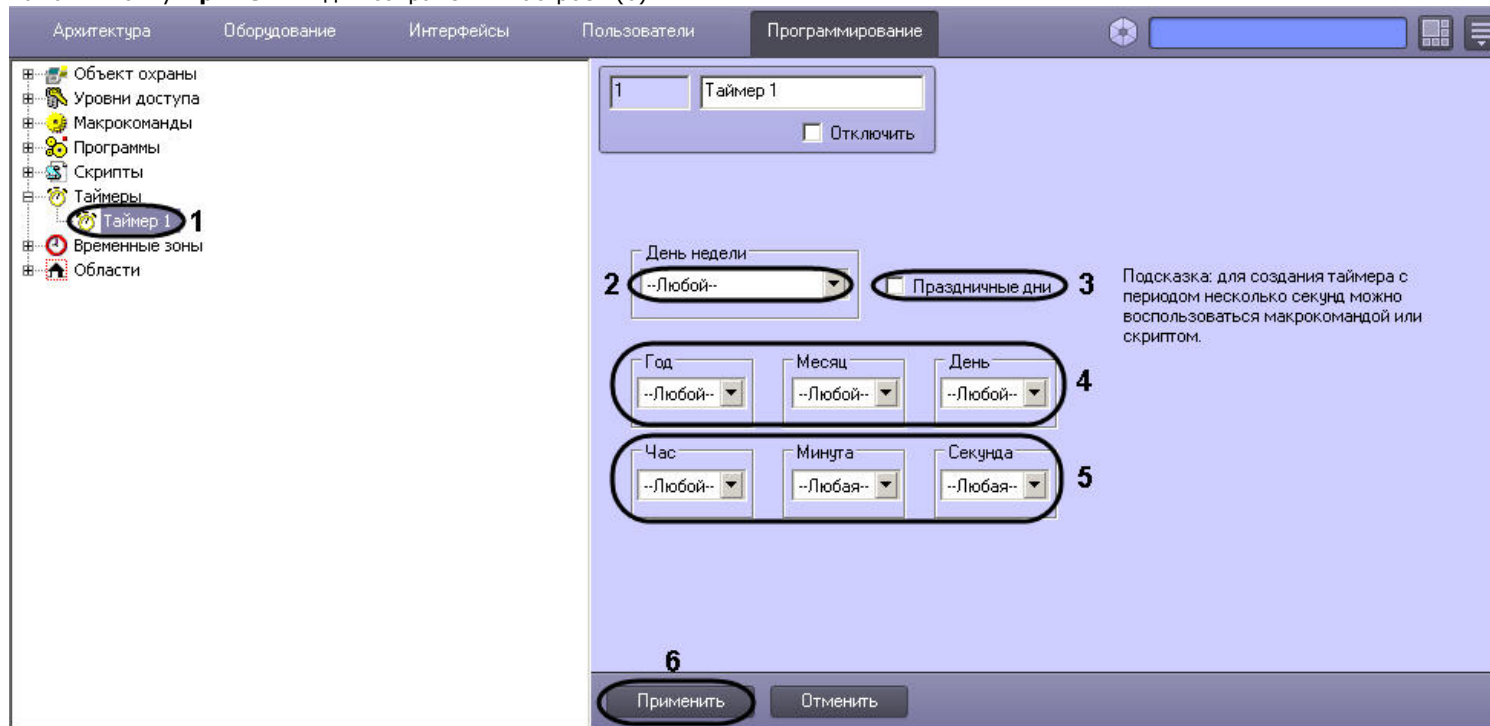 Архитектура Оборудование Интерфейсы Пользователи Программирование
Объект охраны
Уровни доступа
Макрокоманды
Программы
Скрипты
Таймеры
Таймер 1 1
Временные зоны
Области
1 Таймер 1
Отключить
День недели
2 --Любой-- Праздничные дни 3
Подсказка: для создания таймера с
периодом несколько секунд можно
воспользоваться макрокомандой или
скриптом.
Год Месяц День
--Любой-- --Любой-- --Любой-- 4
Час Минута Секунда
--Любой-- --Любая-- --Любая-- 5
6
Применить Отменить